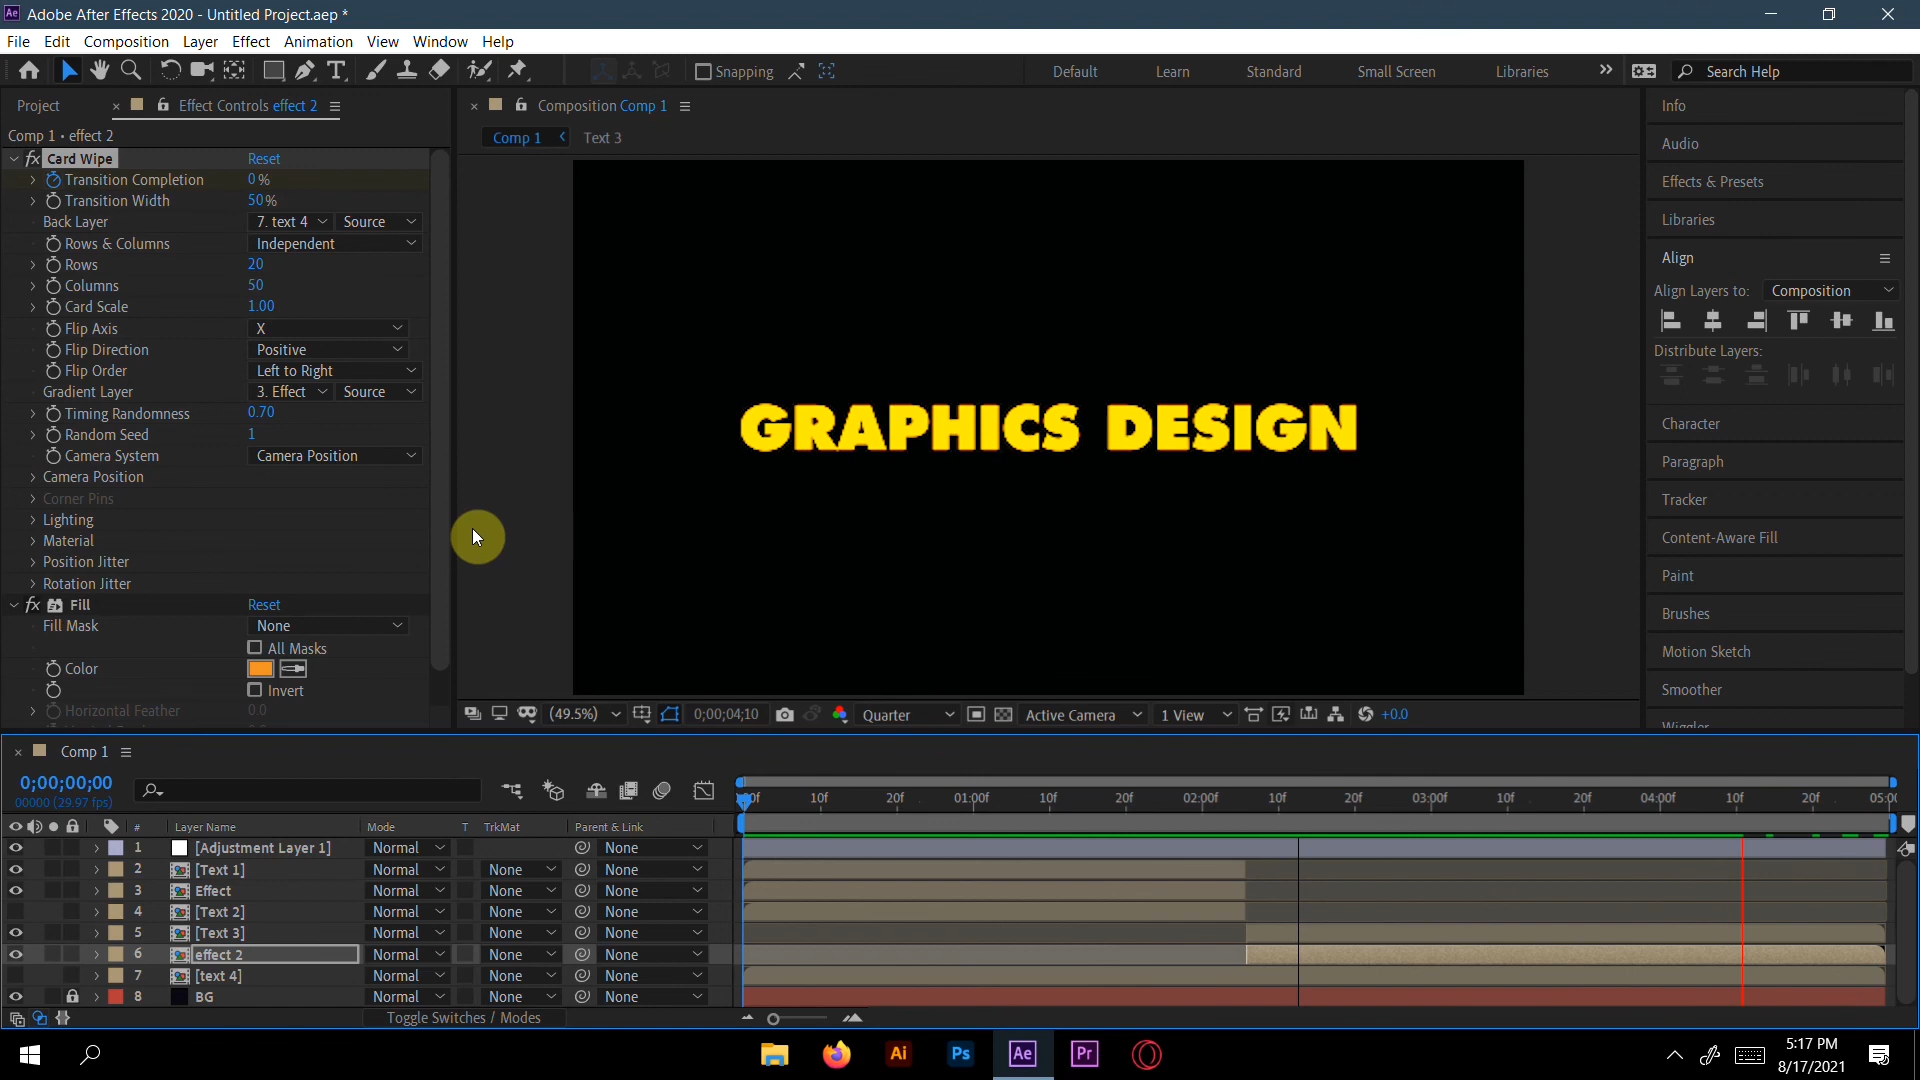 Ae Adobe After Effects 2020 - Untitled Project.aep *
File Edit Composition Layer Effect Animation View Window Help
Snapping Default Learn Standard Small Screen Libraries Search Help
Project Effect Controls effect 2
Comp 1 • effect 2
fx Card Wipe Reset
Transition Completion 0 %
Transition Width 50%
Back Layer 7. text 4 Source
Rows & Columns Independent
Rows 20
Columns 50
Card Scale 1.00
Flip Axis X
Flip Direction Positive
Flip Order Left to Right
Gradient Layer 3. Effect Source
Timing Randomness 0.70
Random Seed 1
Camera System Camera Position
Camera Position
Corner Pins
Lighting
Material
Position Jitter
Rotation Jitter
fx Fill Reset
Fill Mask None
All Masks
Color
Invert
Horizontal Feather 0.0
Composition Comp 1
Comp 1 Text 3
GRAPHICS DESIGN
(49.5%) 0;00;04;10 Quarter Active Camera 1 View +0.0
Info
Audio
Effects & Presets
Libraries
Align
Align Layers to: Composition
Distribute Layers:
Character
Paragraph
Tracker
Content-Aware Fill
Paint
Brushes
Motion Sketch
Smoother
Wiggler
Comp 1
0;00;00;00
00000 (29.97 fps)
10f 20f 01:00f 10f 20f 02:00f 10f 20f 03:00f 10f 20f 04:00f 10f 20f 05:00
# Layer Name Mode T TrkMat Parent & Link
1 [Adjustment Layer 1] Normal None
2 [Text 1] Normal None None
3 Effect Normal None None
4 [Text 2] Normal None None
5 [Text 3] Normal None None
6 effect 2 Normal None None
7 [text 4] Normal None None
8 BG Normal None None
Toggle Switches / Modes
Ai Ps Ae Pr
5:17 PM
8/17/2021